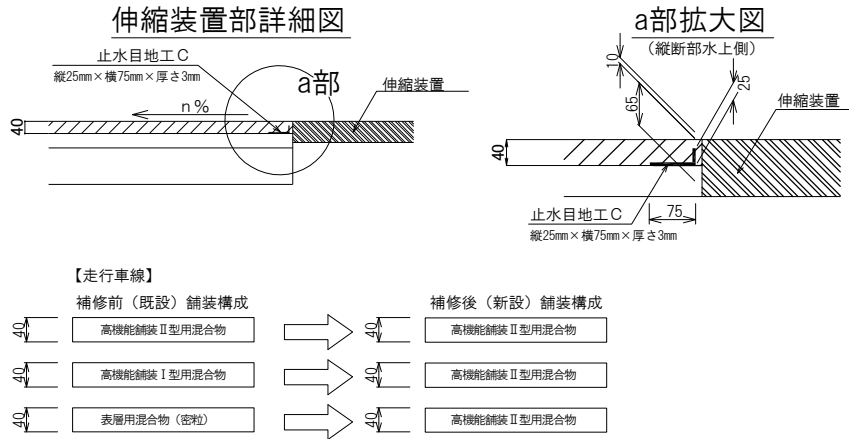 伸縮装置部詳細図
止水目地工C
縦25mm×横75mm×厚さ3mm
a部
伸縮装置
n%
40
a部拡大図
(縦断部水上側)
10
65
25
伸縮装置
40
止水目地工C
75
縦25mm×横75mm×厚さ3mm
【走行車線】
補修前(既設)舗装構成
補修後(新設)舗装構成
40
高機能舗装Ⅱ型用混合物
40
高機能舗装Ⅱ型用混合物
40
高機能舗装Ⅰ型用混合物
40
高機能舗装Ⅱ型用混合物
40
表層用混合物(密粒)
40
高機能舗装Ⅱ型用混合物